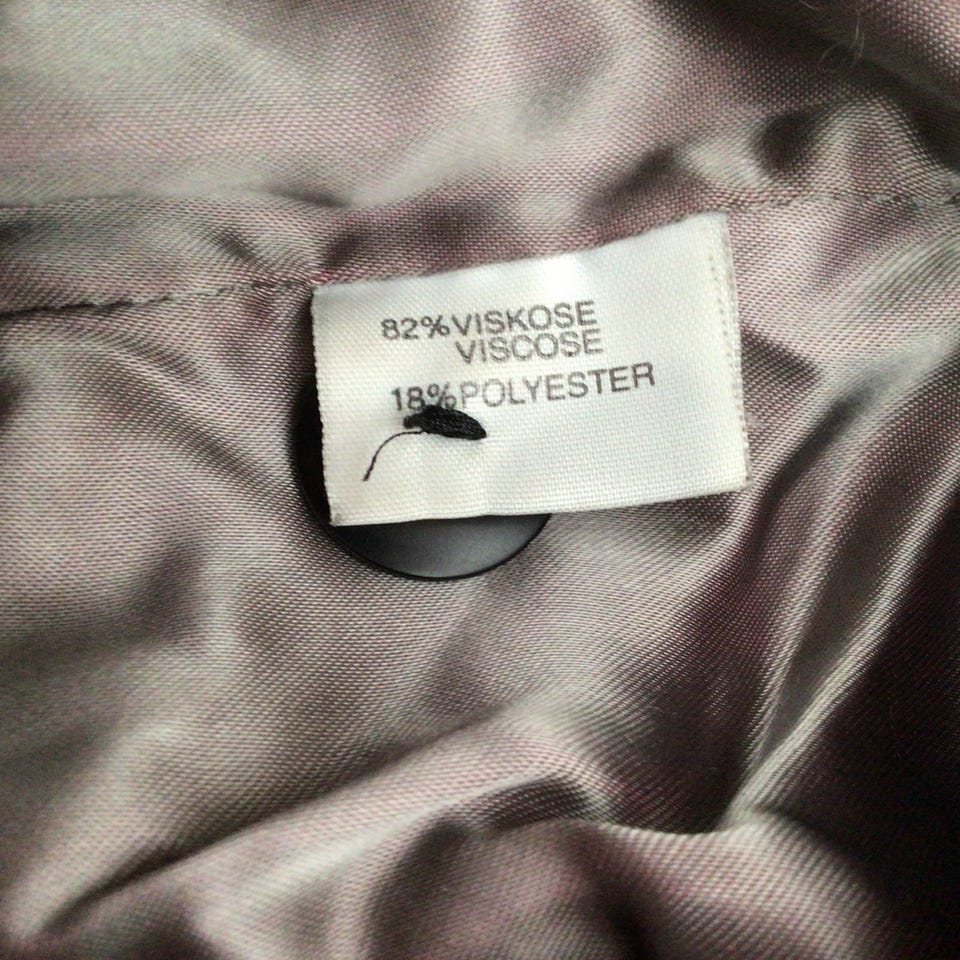 82% VISKOSE
VISCOSE
18% POLYESTER